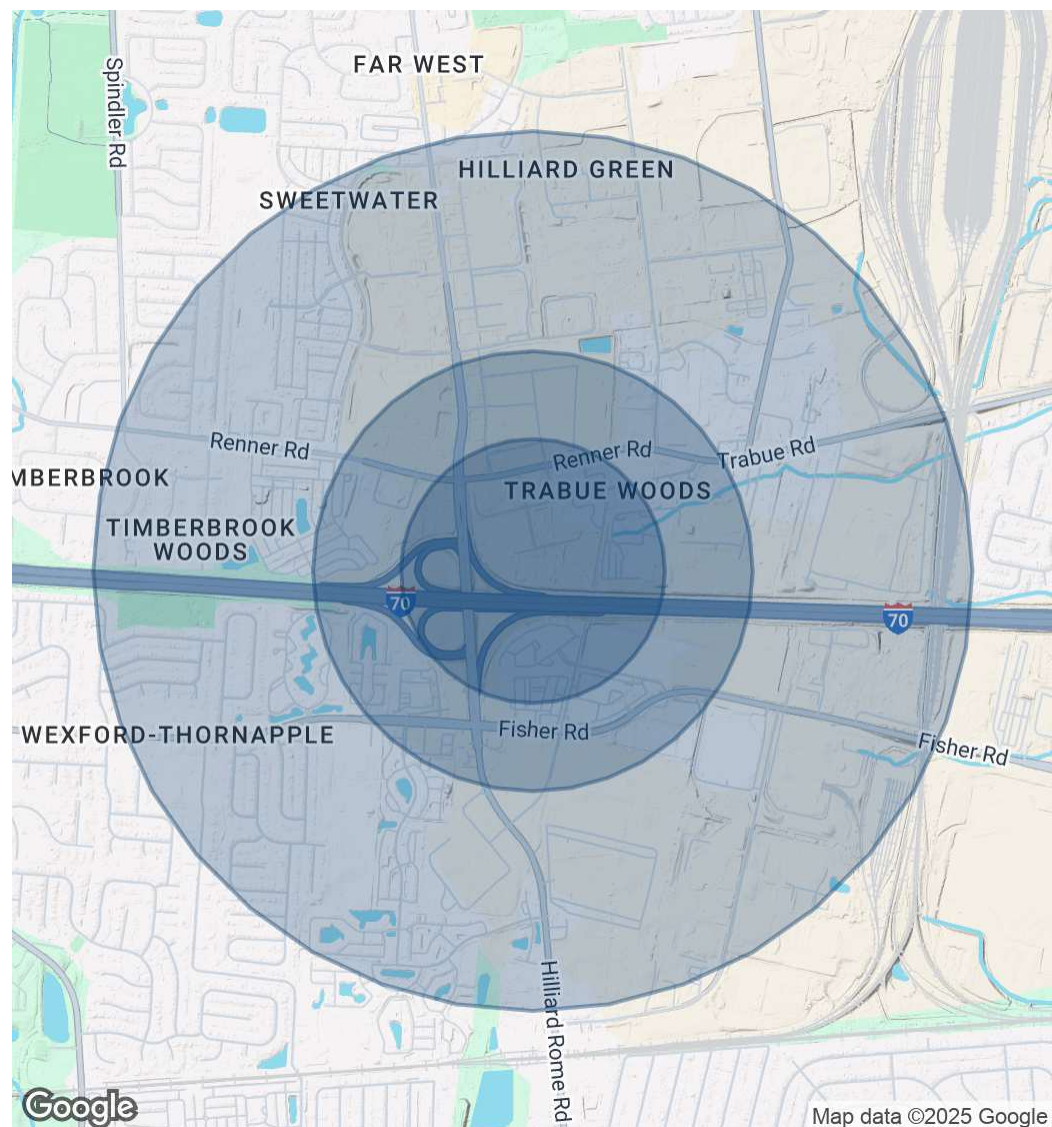 FAR WEST
Spindler Rd
HILLIARD GREEN
SWEETWATER
Renner Rd
Renner Rd
Trabue Rd
MBERBROOK
TRABUE WOODS
TIMBERBROOK
WOODS
70
70
WEXFORD-THORNAPPLE
Fisher Rd
Fisher Rd
Hilliard Rome Rd
Google
Map data ©2025 Google